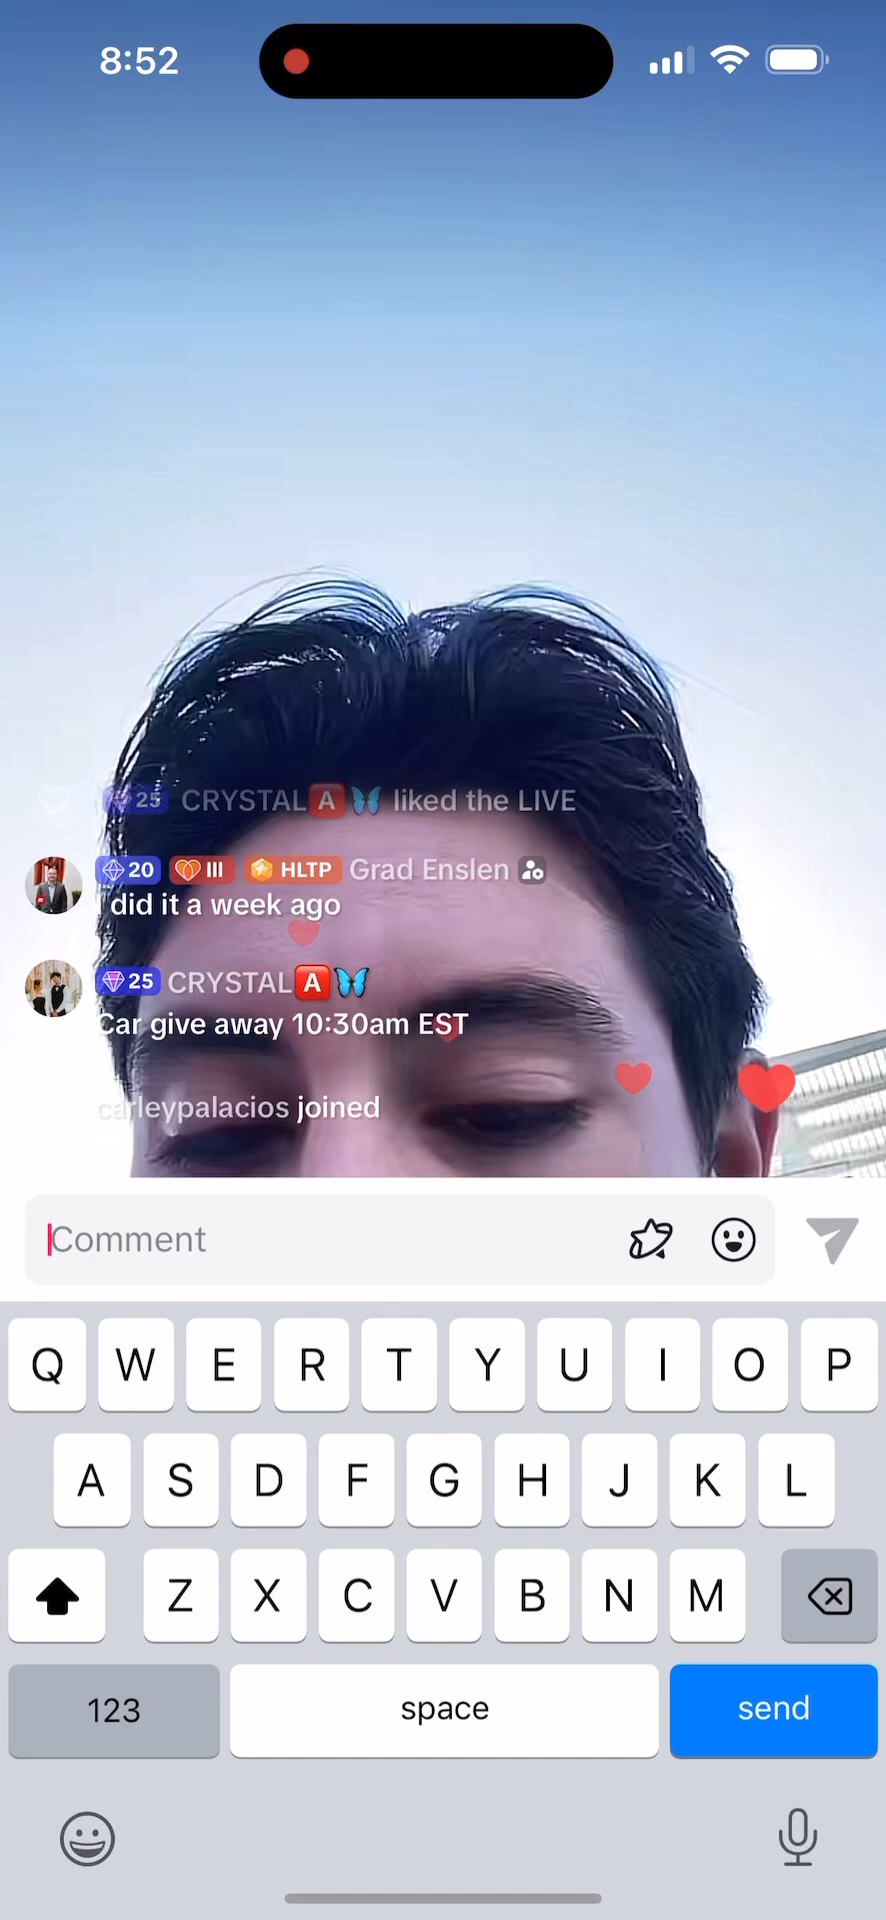 8:52
25 CRYSTAL🅰️🦋 liked the LIVE
20 III HLTP Grad Enslen
I did it a week ago
25 CRYSTAL🅰️🦋
Car give away 10:30am EST
carleypalacios joined
Comment
Q W E R T Y U I O P
A S D F G H J K L
Z X C V B N M
123 space send